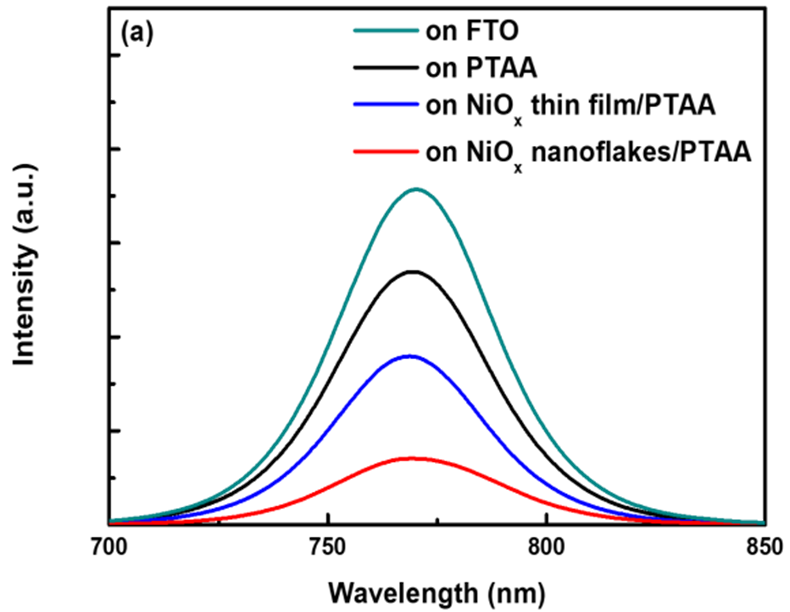 (a)
on FTO
on PTAA
on NiOₓ thin film/PTAA
on NiOₓ nanoflakes/PTAA
Intensity (a.u.)
700 750 800 850
Wavelength (nm)